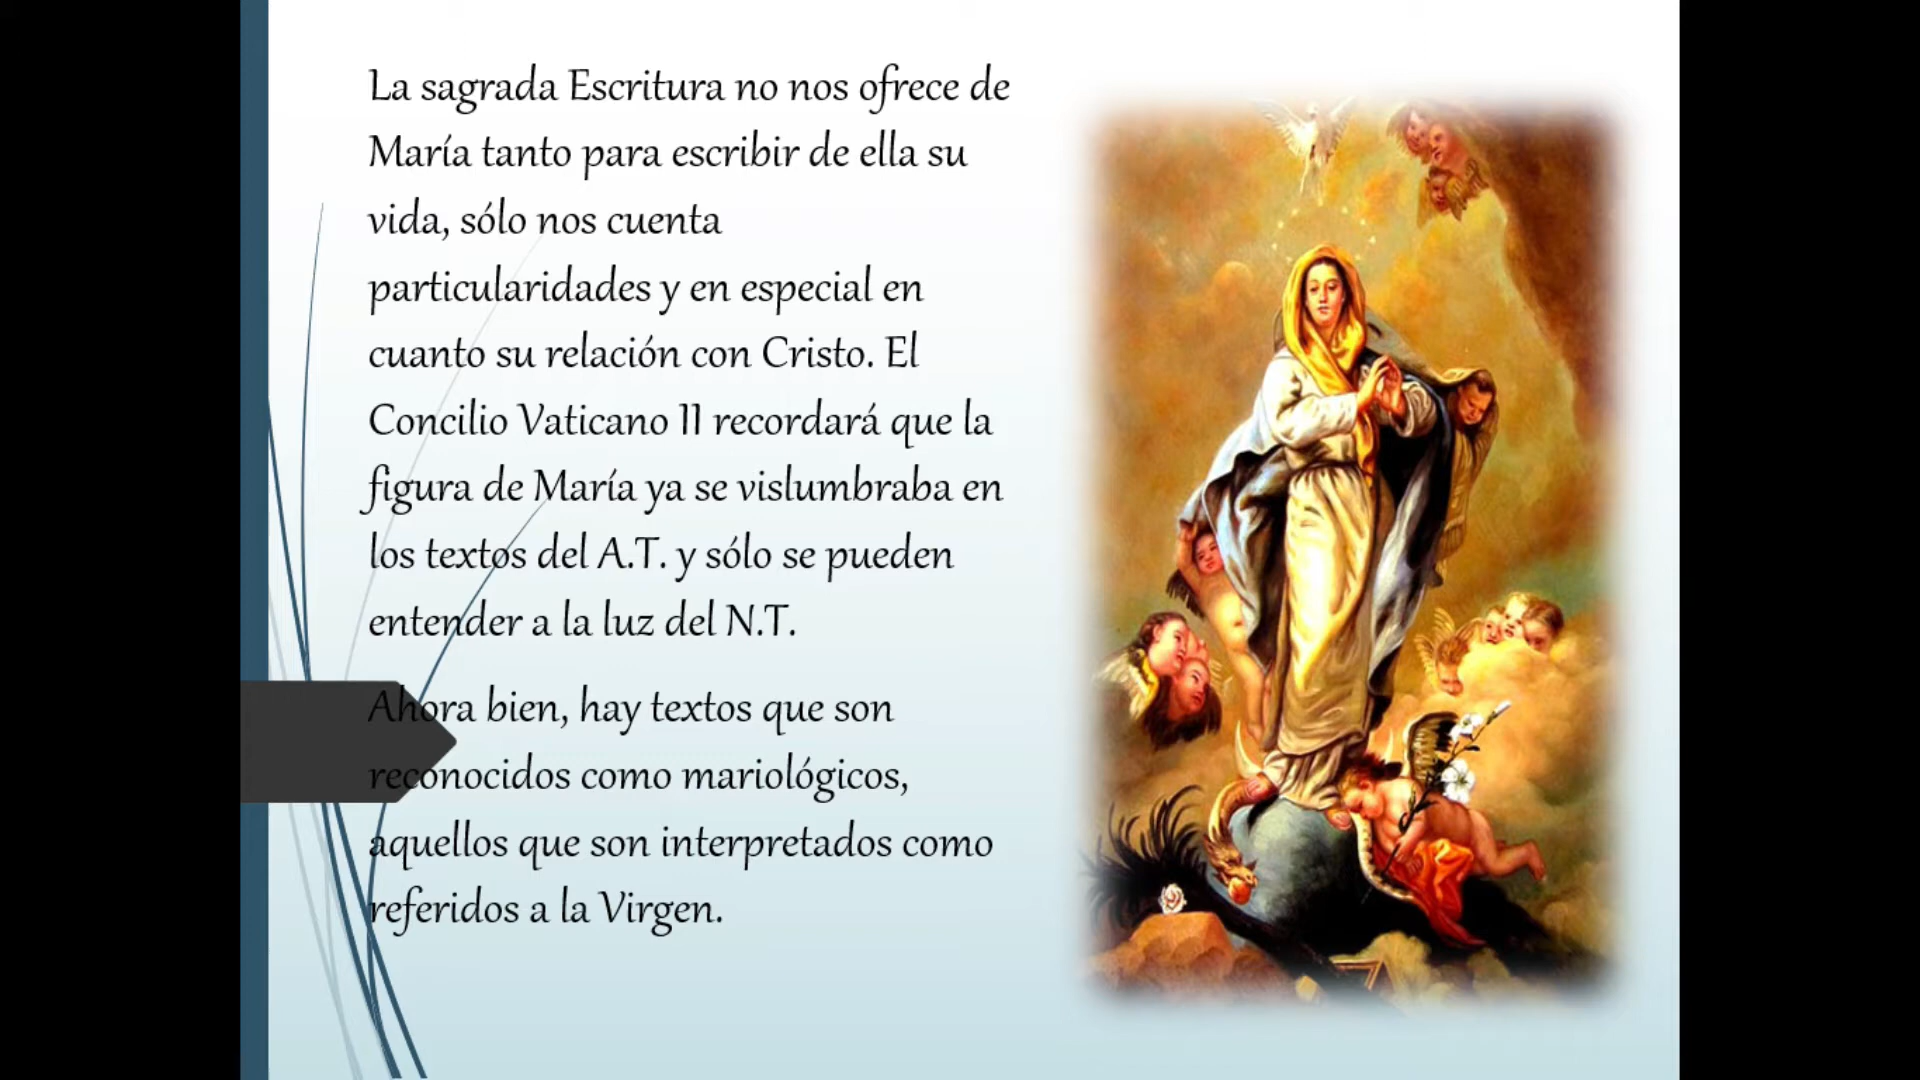 La sagrada Escritura no nos ofrece de
María tanto para escribir de ella su
vida, sólo nos cuenta
particularidades y en especial en
cuanto su relación con Cristo. El
Concilio Vaticano II recordará que la
figura de María ya se vislumbraba en
los textos del A.T. y sólo se pueden
entender a la luz del N.T.
Ahora bien, hay textos que son
reconocidos como mariológicos,
aquellos que son interpretados como
referidos a la Virgen.